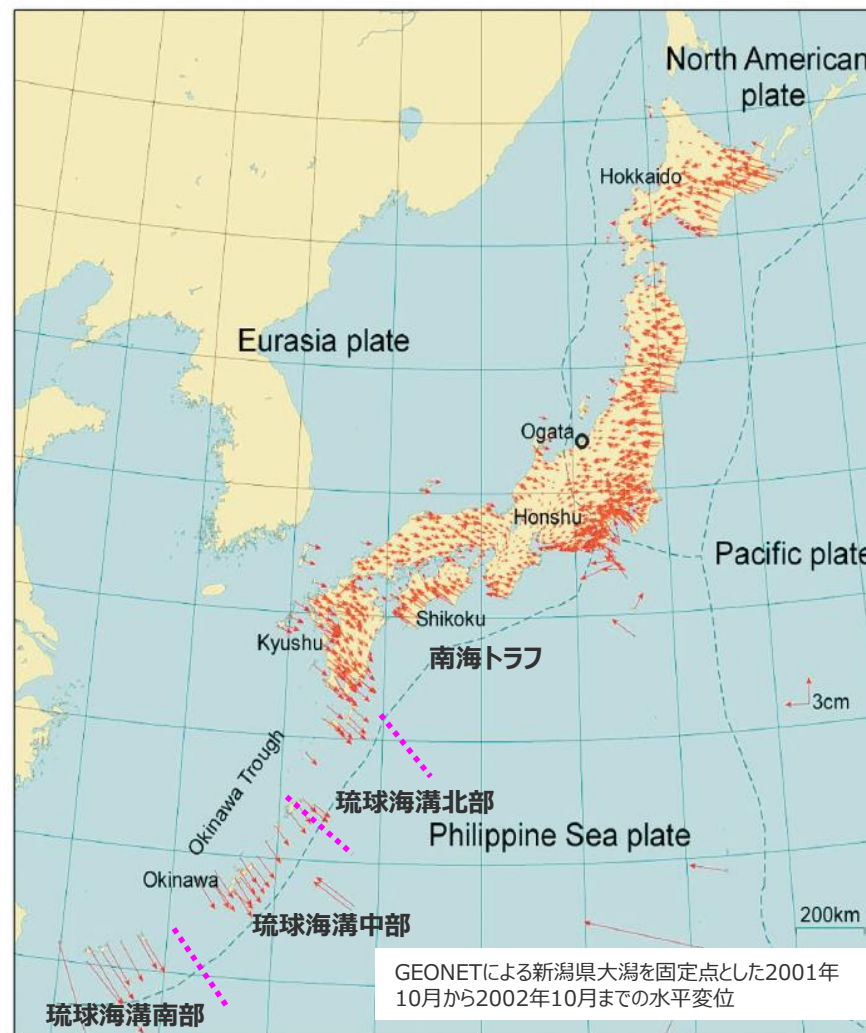 North American
plate
Hokkaido
Eurasia plate
Ogata
Honshu
Pacific plate
Shikoku
Kyushu
南海トラフ
3cm
Okinawa Trough
琉球海溝北部
Philippine Sea plate
Okinawa
200km
琉球海溝中部
GEONETによる新潟県大潟を固定点とした2001年
10月から2002年10月までの水平変位
琉球海溝南部